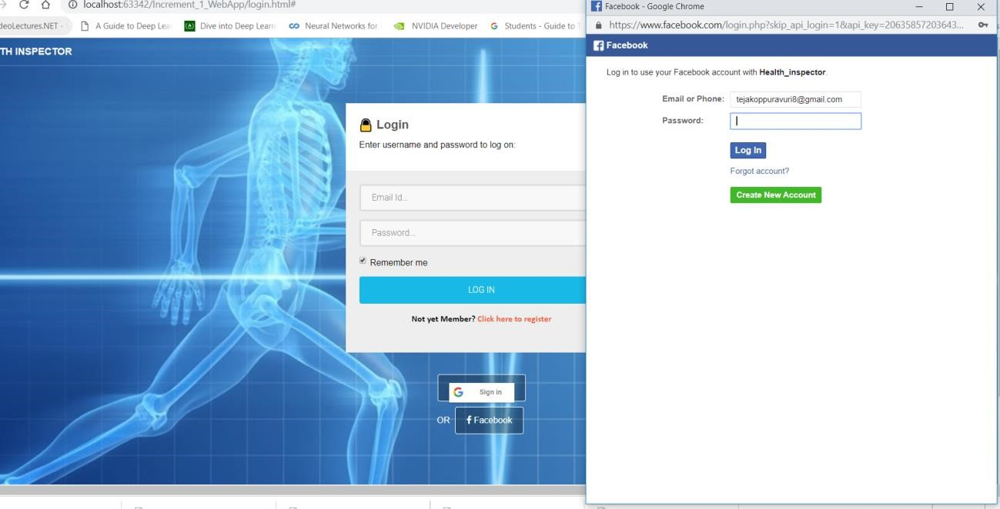 localhost:63342/Increment_1_WebApp/login.html#
deoLectures.NET - A Guide to Deep Lea Dive into Deep Learn Neural Networks for NVIDIA Developer Students - Guide to
TH INSPECTOR
Login
Enter username and password to log on:
Email Id...
Password...
Remember me
LOG IN
Not yet Member? Click here to register
Sign in
OR Facebook
Facebook - Google Chrome
https://www.facebook.com/login.php?skip_api_login=1&api_key=20635857203643...
Facebook
Log in to use your Facebook account with Health_inspector.
Email or Phone: tejakoppuravuri8@gmail.com
Password:
Log In
Forgot account?
Create New Account